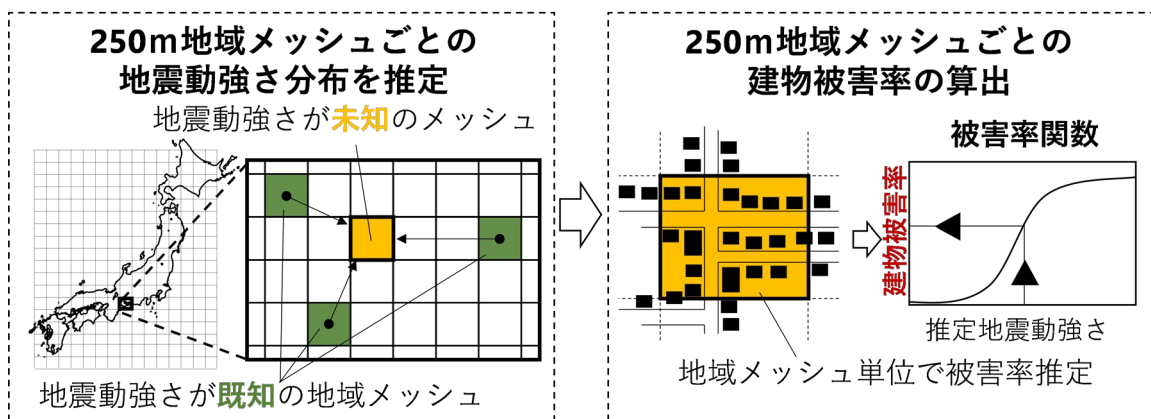 250m地域メッシュごとの
地震動強さ分布を推定
地震動強さが未知のメッシュ
地震動強さが既知の地域メッシュ
250m地域メッシュごとの
建物被害率の算出
被害率関数
建物被害率
推定地震動強さ
地域メッシュ単位で被害率推定